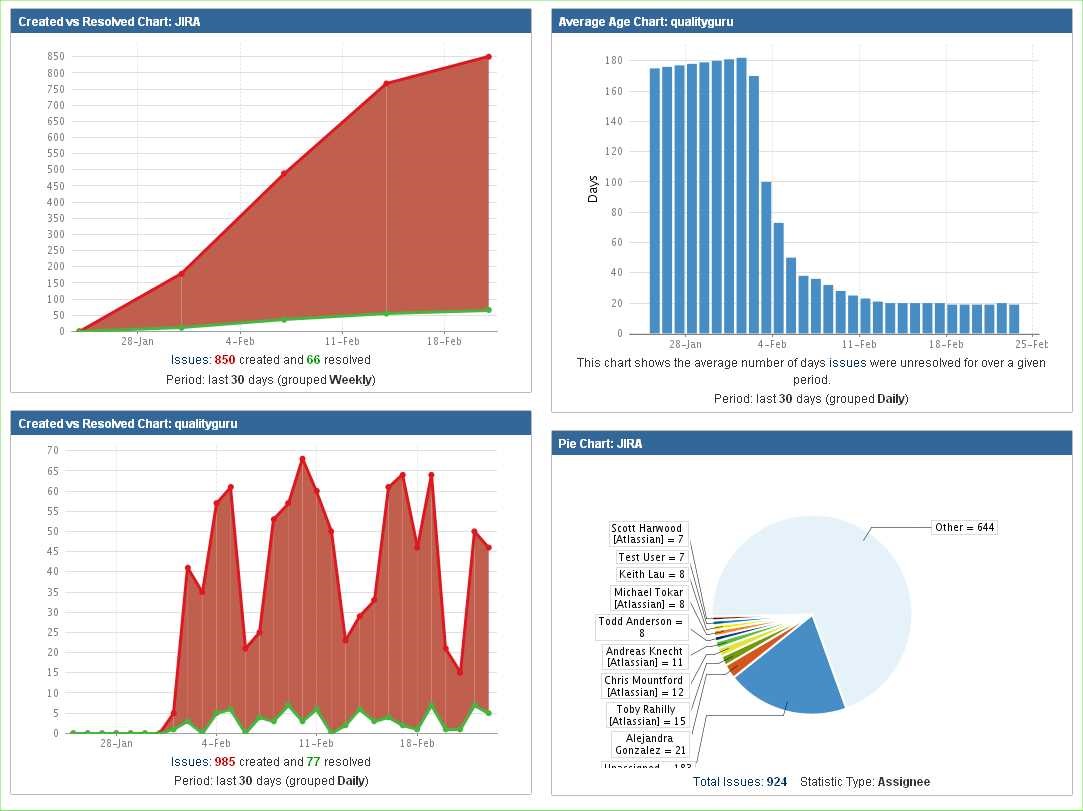 Created vs Resolved Chart: JIRA
850
800
750
700
650
600
550
500
450
400
350
300
250
200
150
100
50
0
28-Jan 4-Feb 11-Feb 18-Feb
Issues: 850 created and 66 resolved
Period: last 30 days (grouped Weekly)
Average Age Chart: qualityguru
Days
180
160
140
120
100
80
60
40
20
0
28-Jan 4-Feb 11-Feb 18-Feb 25-Feb
This chart shows the average number of days issues were unresolved for over a given
period.
Period: last 30 days (grouped Daily)
Created vs Resolved Chart: qualityguru
70
65
60
55
50
45
40
35
30
25
20
15
10
5
0
28-Jan 4-Feb 11-Feb 18-Feb
Issues: 985 created and 77 resolved
Period: last 30 days (grouped Daily)
Pie Chart: JIRA
Other = 644
Scott Harwood
[Atlassian] = 7
Test User = 7
Keith Lau = 8
Michael Tokar
[Atlassian] = 8
Todd Anderson =
8
Andreas Knecht
[Atlassian] = 11
Chris Mountford
[Atlassian] = 12
Toby Rahilly
[Atlassian] = 15
Alejandra
Gonzalez = 21
Unassigned = 183
Total Issues: 924 Statistic Type: Assignee